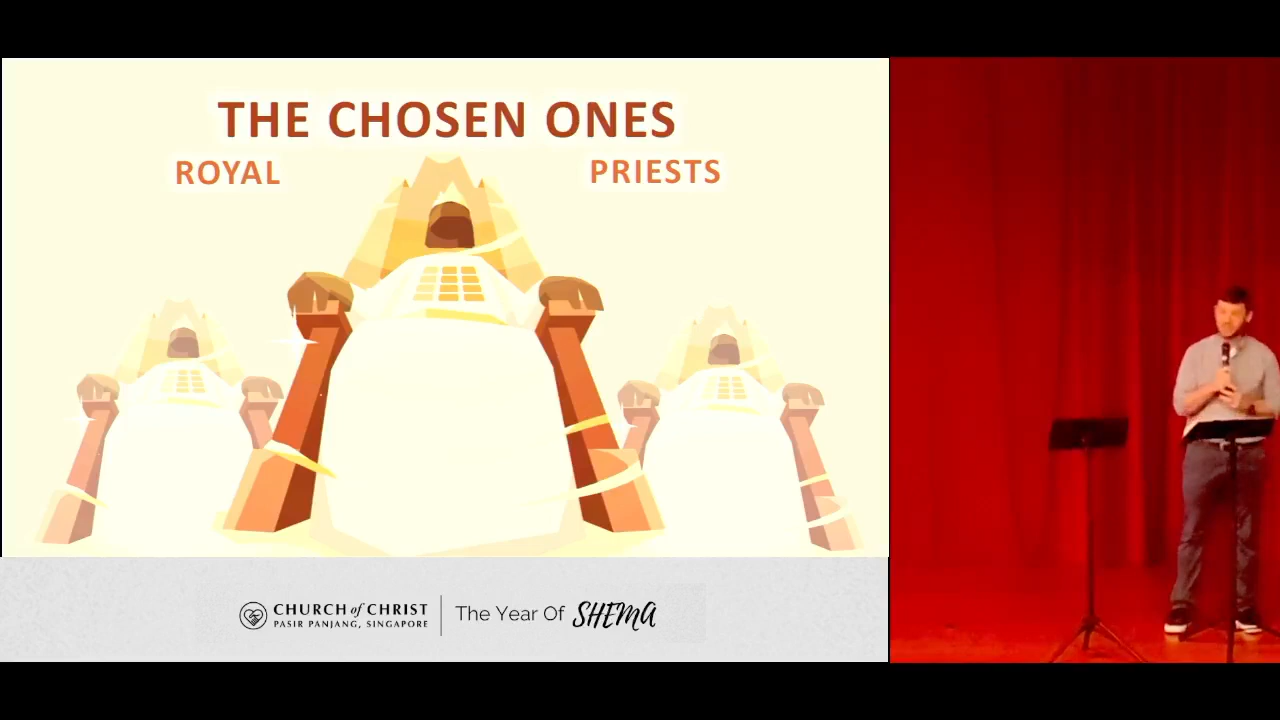 THE CHOSEN ONES
ROYAL PRIESTS
CHURCH of CHRIST
PASIR PANJANG, SINGAPORE
The Year Of SHEMA